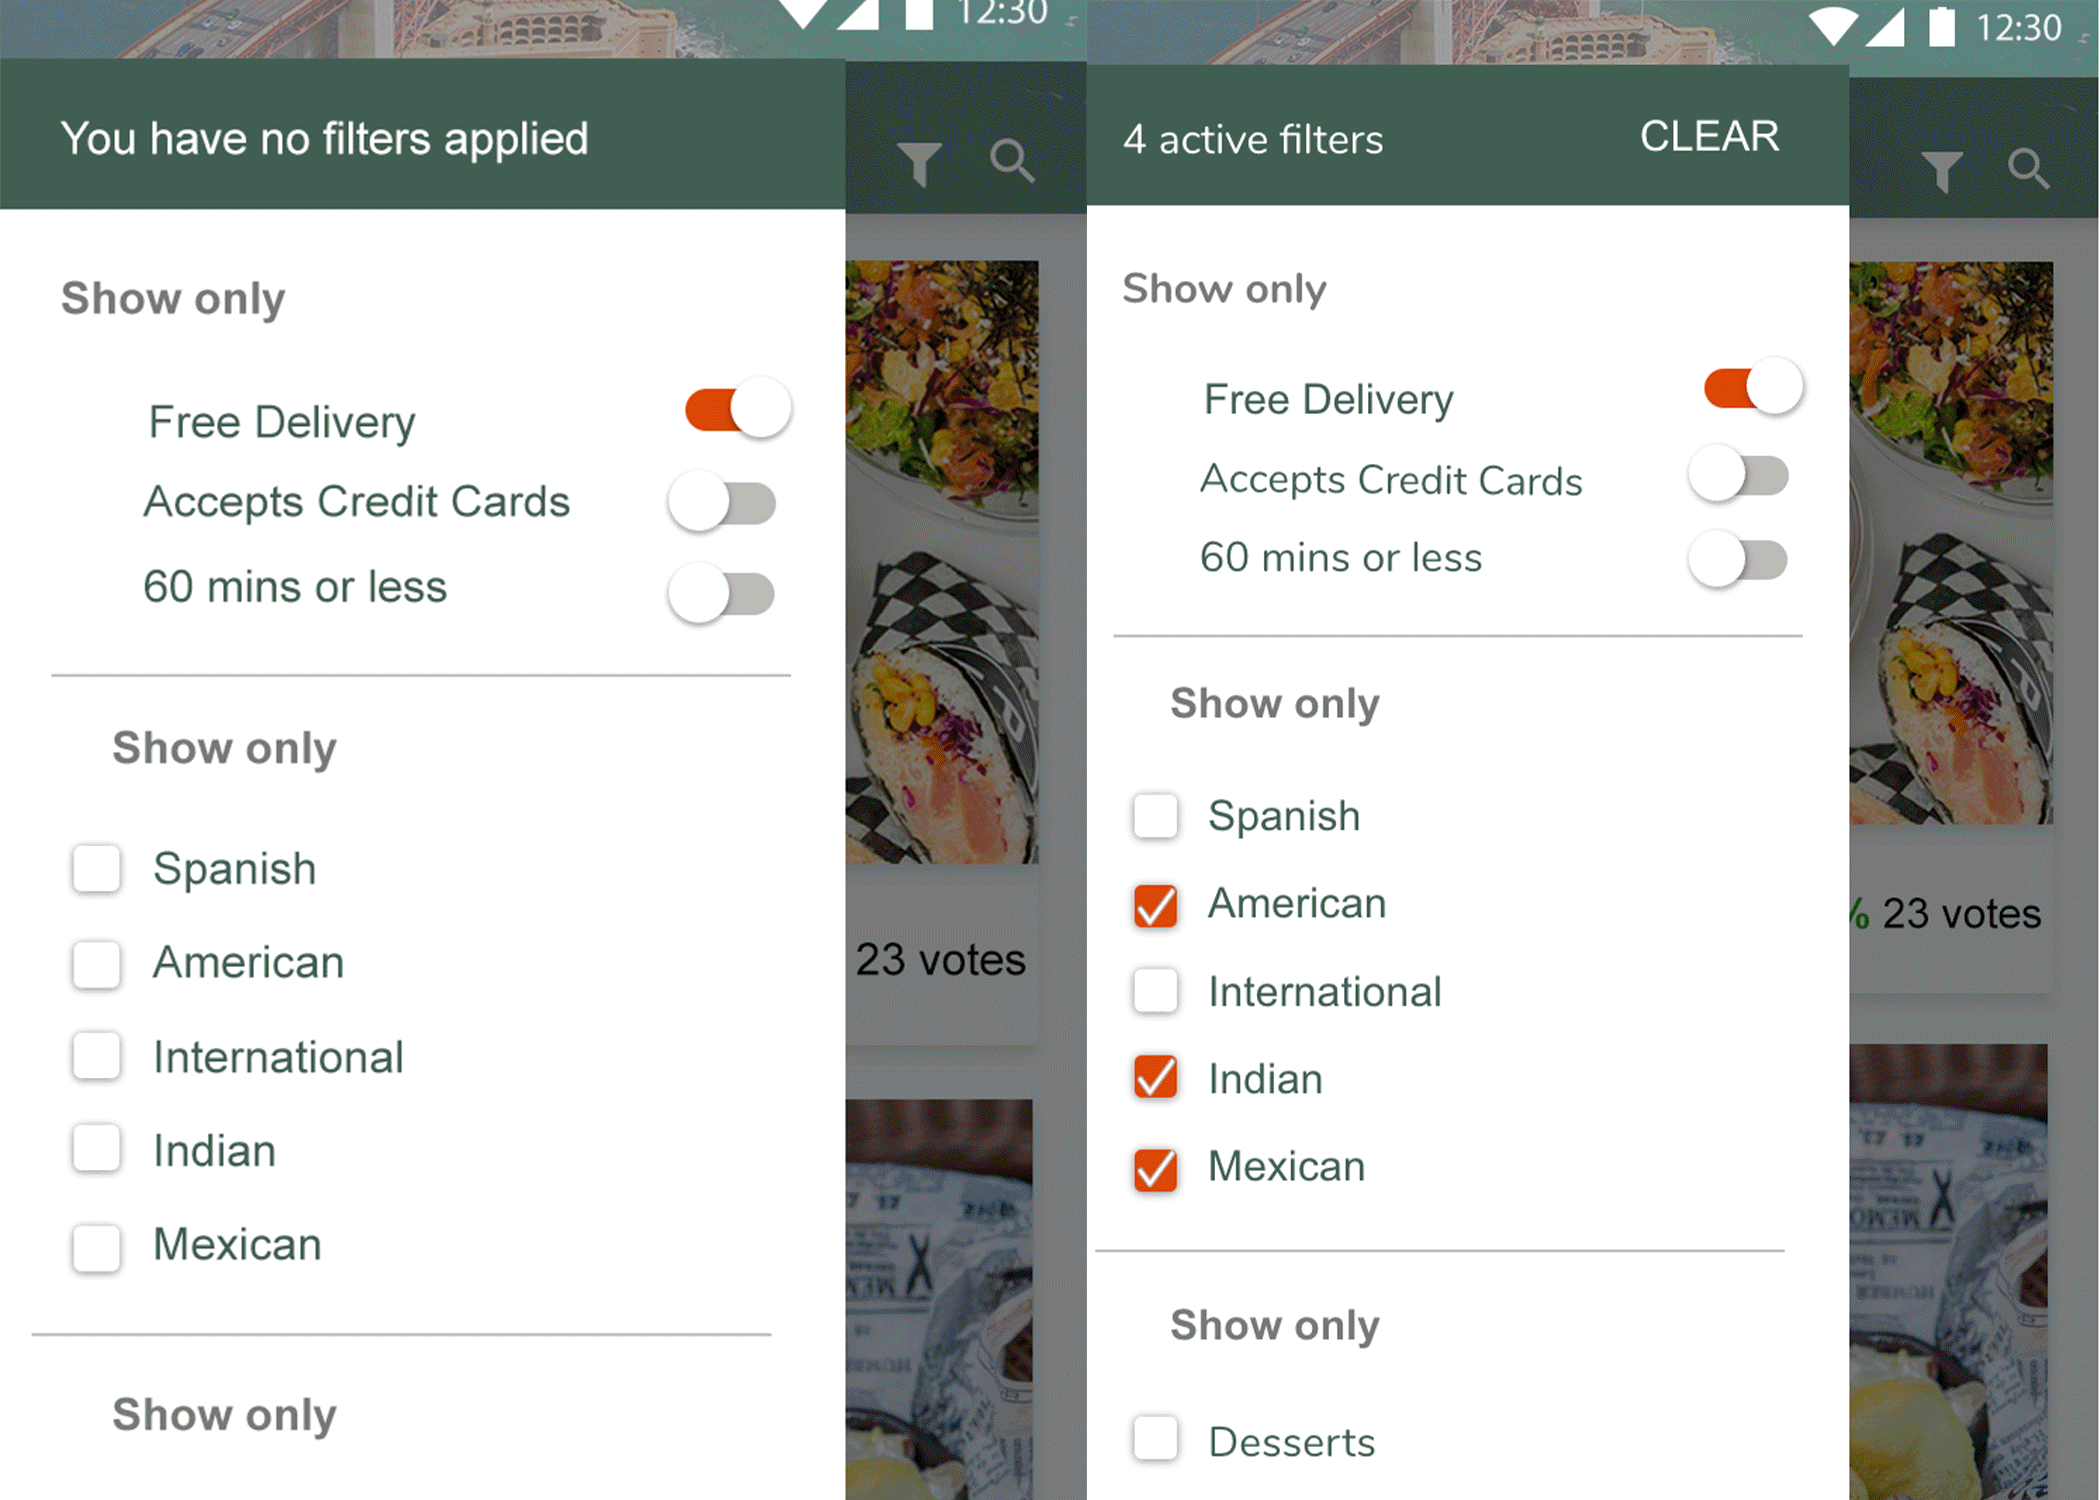 12:30
You have no filters applied
Show only
Free Delivery
Accepts Credit Cards
60 mins or less
Show only
Spanish
American
International
Indian
Mexican
Show only
23 votes
12:30
4 active filters CLEAR
Show only
Free Delivery
Accepts Credit Cards
60 mins or less
Show only
Spanish
American
International
Indian
Mexican
Show only
Desserts
% 23 votes